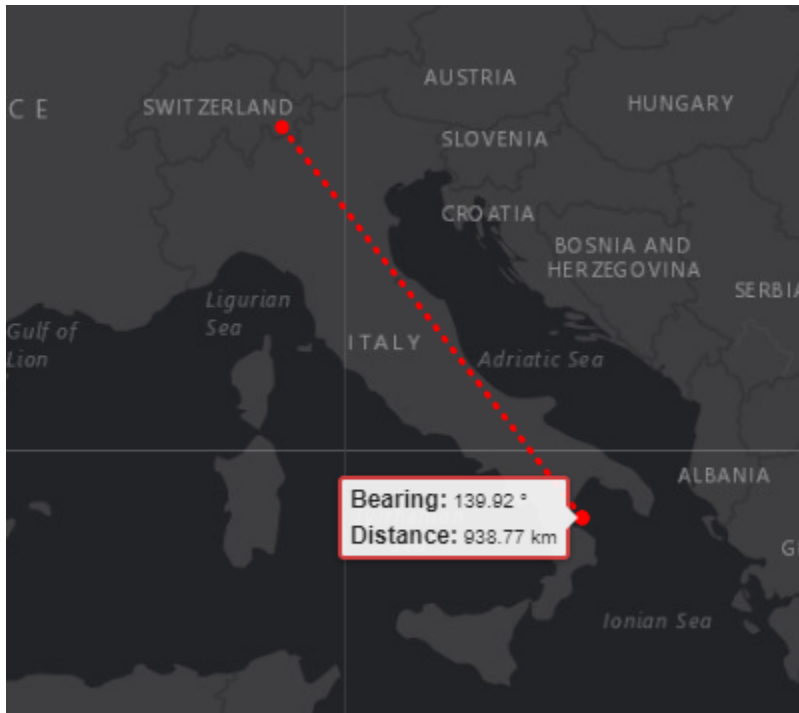 AUSTRIA
C E
SWITZERLAND
HUNGARY
SLOVENIA
CROATIA
BOSNIA AND
HERZEGOVINA
SERBIA
Ligurian
Sea
Gulf of
Lion
ITALY
Adriatic Sea
ALBANIA
Bearing: 139.92 °
Distance: 938.77 km
G
Ionian Sea